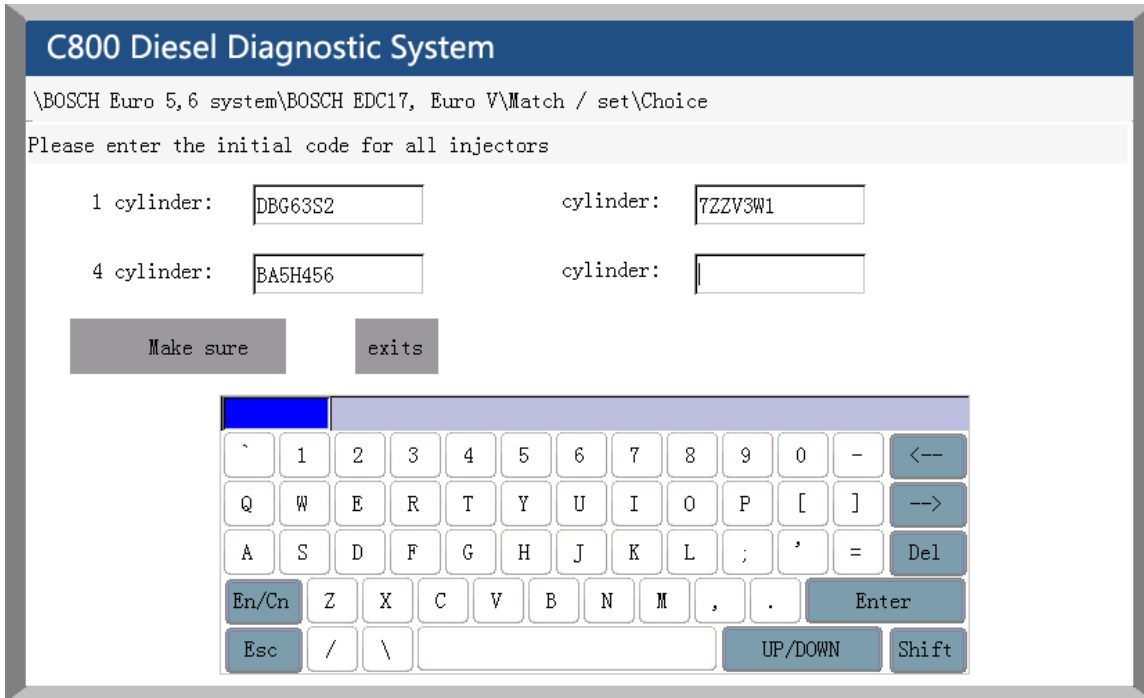 C800 Diesel Diagnostic System
\BOSCH Euro 5,6 system\BOSCH EDC17, Euro V\Match / set\Choice
Please enter the initial code for all injectors
1 cylinder: DBG63S2 cylinder: 7ZZV3W1
4 cylinder: BA5H456 cylinder:
Make sure exits
` 1 2 3 4 5 6 7 8 9 0 - <--
Q W E R T Y U I O P [ ] -->
A S D F G H J K L ; ' = Del
En/Cn Z X C V B N M , . Enter
Esc / \ UP/DOWN Shift